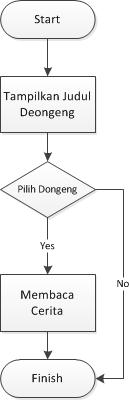 Start
Tampilkan Judul
Deongeng
Pilih Dongeng
Yes
No
Membaca
Cerita
Finish